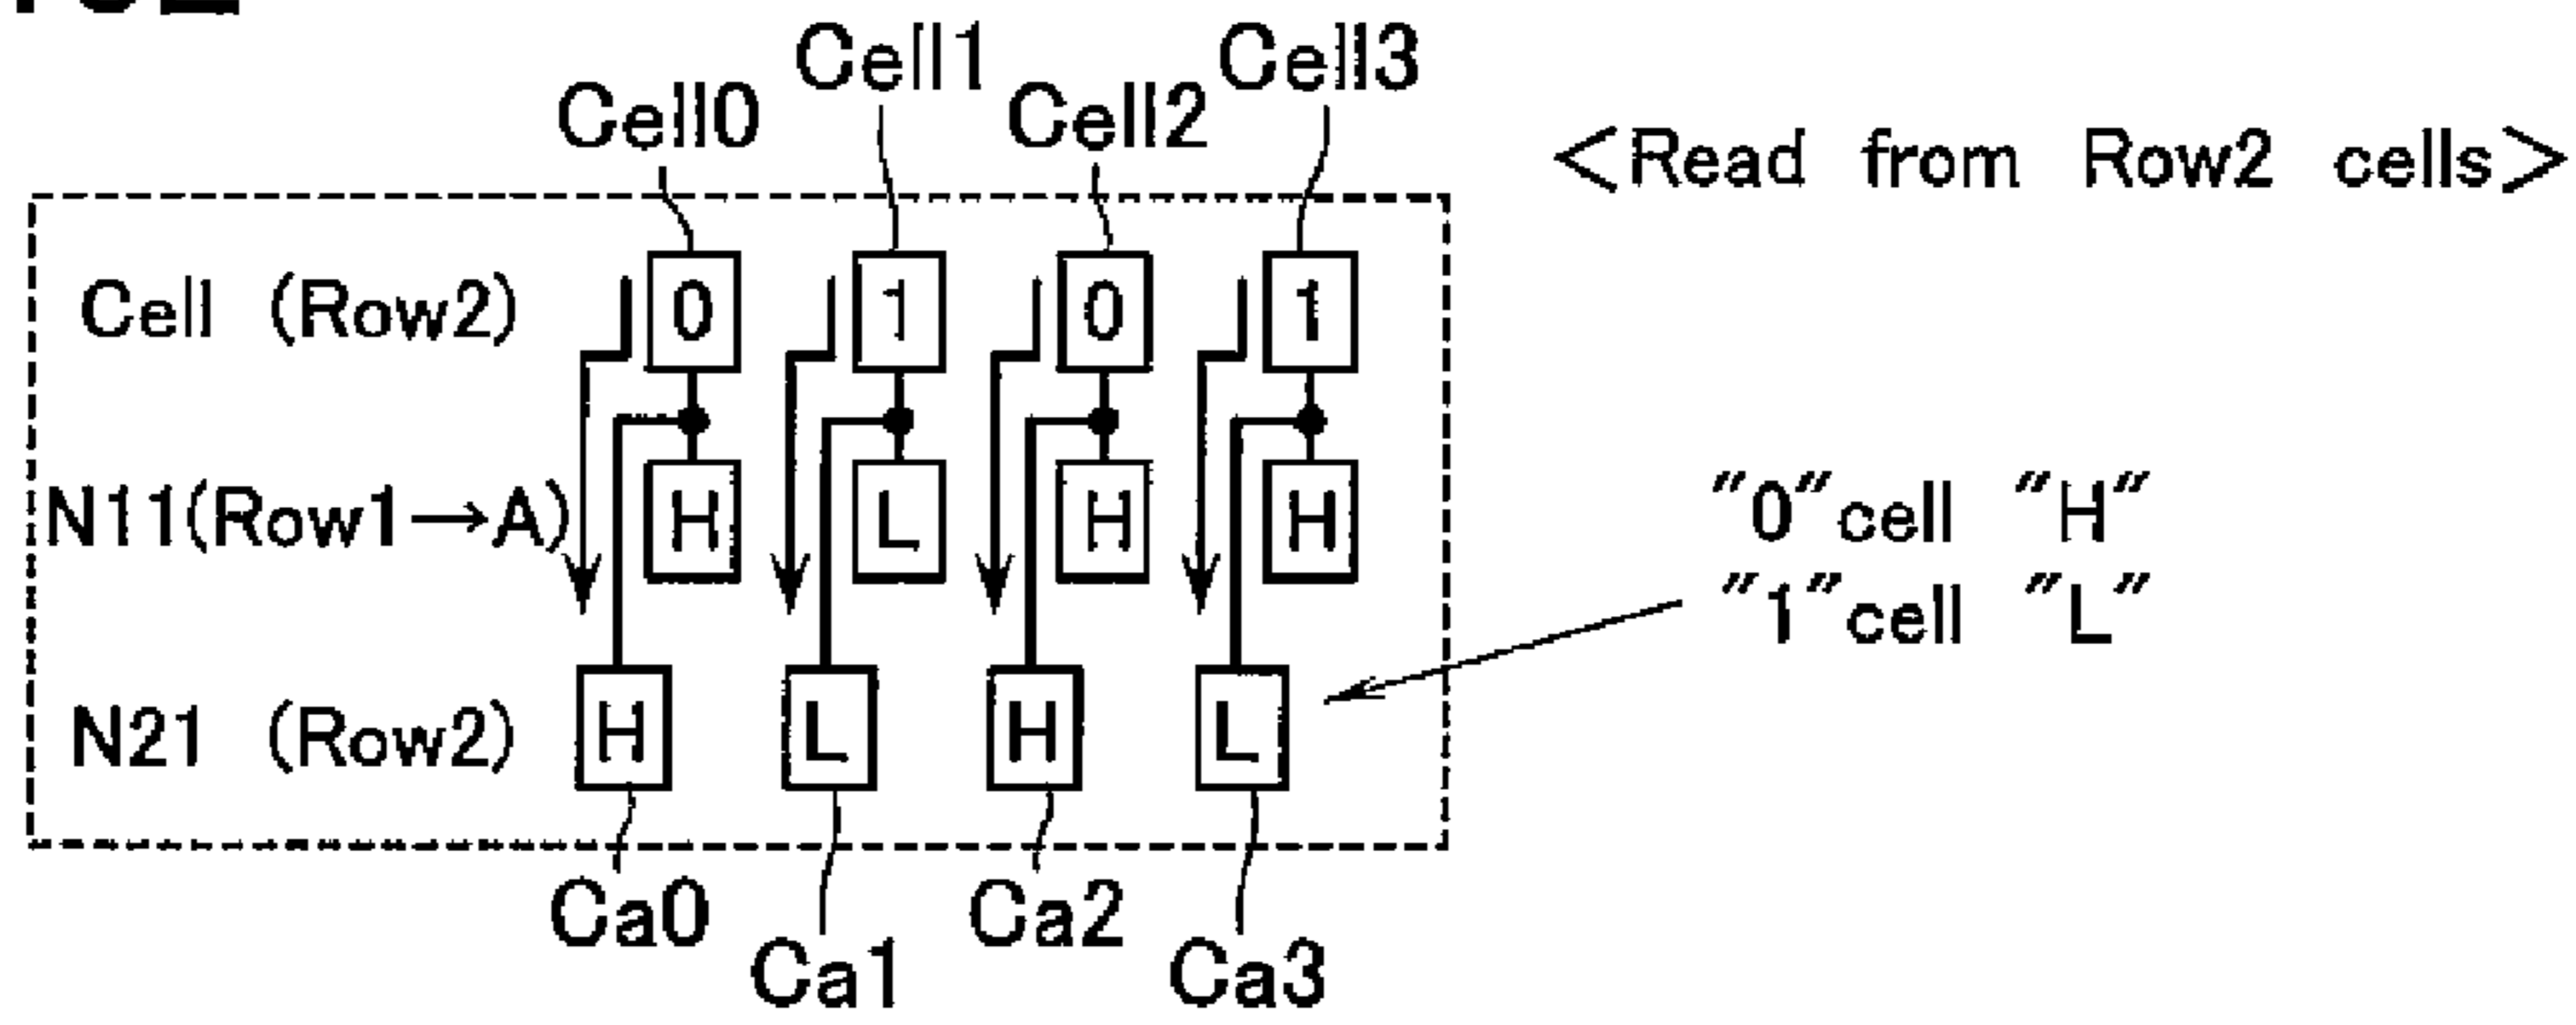 Cell0 Cell1 Cell2 Cell3
<Read from Row2 cells>
Cell (Row2) 0 1 0 1
N11(Row1→A) H L H H
"0"cell "H"
"1"cell "L"
N21 (Row2) H L H L
Ca0 Ca1 Ca2 Ca3